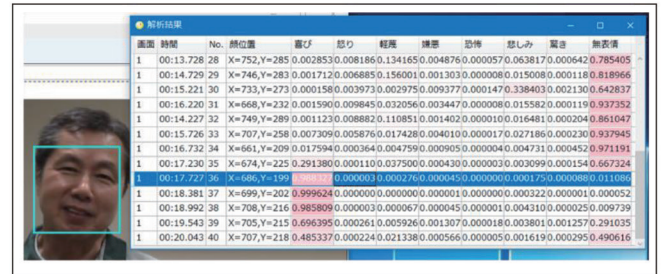 解析結果
画面 時間 No. 顔位置 喜び 怒り 軽蔑 嫌悪 恐怖 悲しみ 驚き 無表情
1 00:13.728 28 X=752,Y=285 0.002853 0.008186 0.134165 0.004876 0.000057 0.063817 0.000642 0.785405
1 00:14.729 29 X=746,Y=283 0.001712 0.006885 0.156001 0.001303 0.000008 0.015008 0.000118 0.818966
1 00:15.221 30 X=733,Y=273 0.000158 0.003973 0.002975 0.009377 0.000147 0.338403 0.002130 0.642837
1 00:16.220 31 X=668,Y=232 0.001590 0.009845 0.032056 0.003447 0.000008 0.015582 0.000119 0.937352
1 00:14.227 32 X=749,Y=289 0.001123 0.008882 0.110851 0.001402 0.000010 0.016481 0.000204 0.861047
1 00:15.726 33 X=707,Y=258 0.007309 0.005876 0.017428 0.004010 0.000017 0.027186 0.000230 0.937945
1 00:16.732 34 X=661,Y=209 0.017594 0.000364 0.004759 0.000905 0.000004 0.004731 0.000452 0.971191
1 00:17.230 35 X=674,Y=225 0.291380 0.000110 0.037500 0.000430 0.000003 0.003099 0.000154 0.667324
1 00:17.727 36 X=686,Y=199 0.988327 0.000003 0.000276 0.000045 0.000000 0.000175 0.000088 0.011086
1 00:18.381 37 X=699,Y=202 0.999624 0.000000 0.000000 0.000001 0.000000 0.000322 0.000001 0.000052
1 00:18.992 38 X=708,Y=216 0.985809 0.000003 0.000067 0.000045 0.000001 0.004310 0.000025 0.009739
1 00:19.543 39 X=705,Y=215 0.696395 0.000261 0.005926 0.001307 0.000018 0.003801 0.001257 0.291035
1 00:20.043 40 X=707,Y=218 0.485337 0.000224 0.021338 0.000566 0.000005 0.001619 0.000295 0.490616